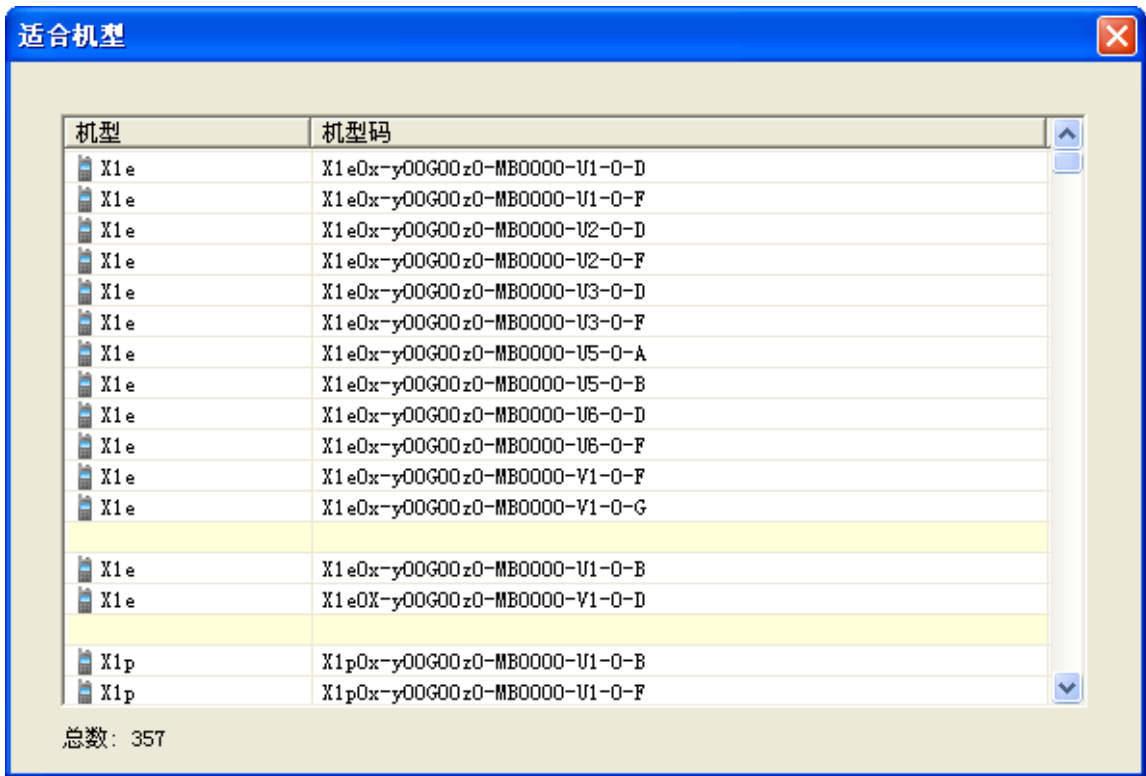 适合机型
机型 机型码
X1e X1e0x-y00G00z0-MB0000-U1-0-D
X1e X1e0x-y00G00z0-MB0000-U1-0-F
X1e X1e0x-y00G00z0-MB0000-U2-0-D
X1e X1e0x-y00G00z0-MB0000-U2-0-F
X1e X1e0x-y00G00z0-MB0000-U3-0-D
X1e X1e0x-y00G00z0-MB0000-U3-0-F
X1e X1e0x-y00G00z0-MB0000-U5-0-A
X1e X1e0x-y00G00z0-MB0000-U5-0-B
X1e X1e0x-y00G00z0-MB0000-U6-0-D
X1e X1e0x-y00G00z0-MB0000-U6-0-F
X1e X1e0x-y00G00z0-MB0000-V1-0-F
X1e X1e0x-y00G00z0-MB0000-V1-0-G
X1e X1e0x-y00G00z0-MB0000-U1-0-B
X1e X1e0X-y00G00z0-MB0000-V1-0-D
X1p X1p0x-y00G00z0-MB0000-U1-0-B
X1p X1p0x-y00G00z0-MB0000-U1-0-F
总数: 357